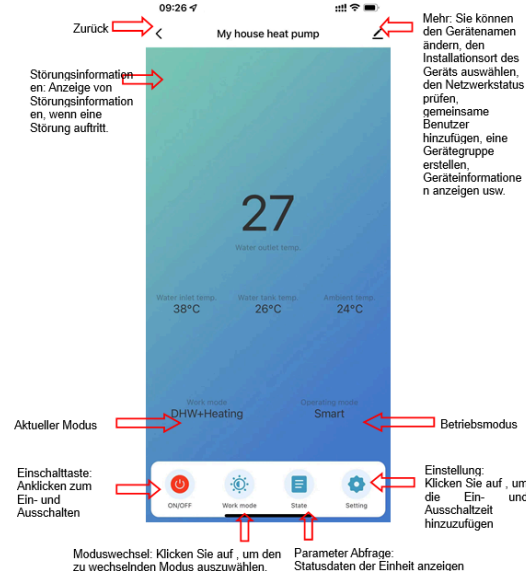 09:26
Zurück
My house heat pump
Mehr: Sie können
den Gerätenamen
ändern, den
Installationsort des
Geräts auswählen,
den Netzwerkstatus
prüfen,
gemeinsame
Benutzer
hinzufügen, eine
Gerätegruppe
erstellen,
Geräteinformatione
n anzeigen usw.
Störungsinformation
en: Anzeige von
Störungsinformation
en, wenn eine
Störung auftritt.
27
Water outlet temp.
Water inlet temp.
38°C
Water tank temp.
26°C
Ambient temp.
24°C
Work mode
DHW+Heating
Operating mode
Smart
Aktueller Modus
Betriebsmodus
Einschalttaste:
Anklicken zum
Ein- und
Ausschalten
ON/OFF
Work mode
State
Setting
Einstellung:
Klicken Sie auf , um
die Ein- und
Ausschaltzeit
hinzuzufügen
Moduswechsel: Klicken Sie auf , um den
zu wechselnden Modus auszuwählen.
Parameter Abfrage:
Statusdaten der Einheit anzeigen